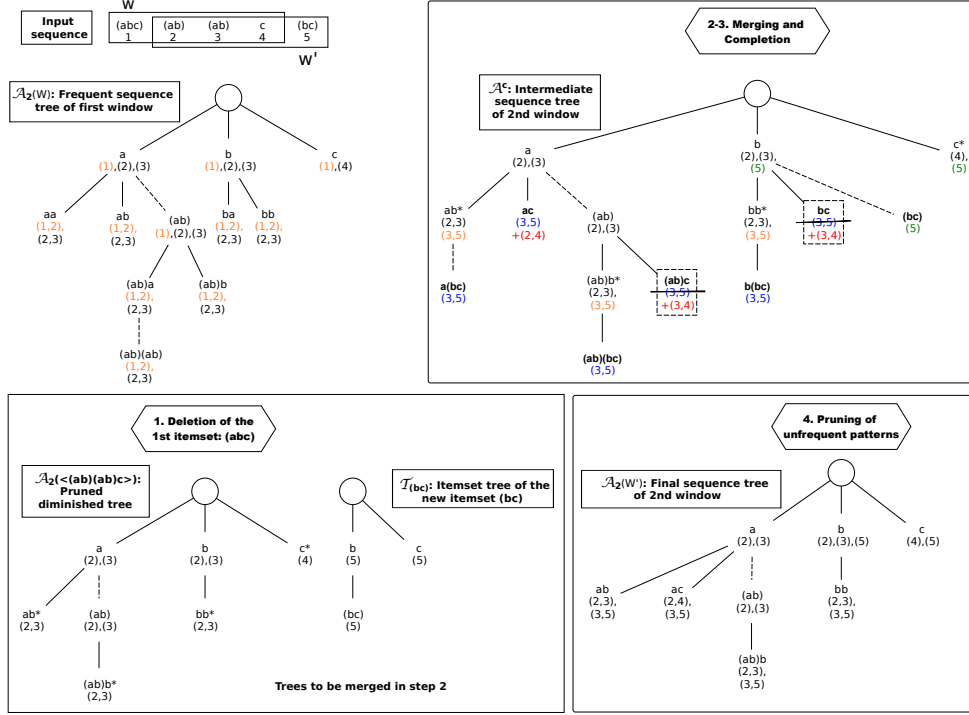 W
Input
sequence
(abc) (ab) (ab) c (bc)
1 2 3 4 5
W'
𝒜₂(W): Frequent sequence
tree of first window
a
(1),(2),(3)
b
(1),(2),(3)
c
(1),(4)
aa
(1,2),
(2,3)
ab
(1,2),
(2,3)
(ab)
(1),(2),(3)
ba
(1,2),
(2,3)
bb
(1,2),
(2,3)
(ab)a
(1,2),
(2,3)
(ab)b
(1,2),
(2,3)
(ab)(ab)
(1,2),
(2,3)
2-3. Merging and
Completion
𝒜ᶜ: Intermediate
sequence tree
of 2nd window
a
(2),(3)
b
(2),(3),
(5)
c*
(4),
(5)
ab*
(2,3)
(3,5)
ac
(3,5)
+(2,4)
(ab)
(2),(3)
bb*
(2,3),
(3,5)
bc
(3,5)
+(3,4)
(bc)
(5)
a(bc)
(3,5)
(ab)b*
(2,3),
(3,5)
(ab)c
(3,5)
+(3,4)
b(bc)
(3,5)
(ab)(bc)
(3,5)
1. Deletion of the
1st itemset: (abc)
𝒜₂(<(ab)(ab)c>):
Pruned
diminished tree
𝒯(bc): Itemset tree of the
new itemset (bc)
a
(2),(3)
b
(2),(3)
c*
(4)
b
(5)
c
(5)
ab*
(2,3)
(ab)
(2),(3)
bb*
(2,3)
(bc)
(5)
(ab)b*
(2,3)
Trees to be merged in step 2
4. Pruning of
unfrequent patterns
𝒜₂(W'): Final sequence tree
of 2nd window
a
(2),(3)
b
(2),(3),(5)
c
(4),(5)
ab
(2,3),
(3,5)
ac
(2,4),
(3,5)
(ab)
(2),(3)
bb
(2,3),
(3,5)
(ab)b
(2,3),
(3,5)